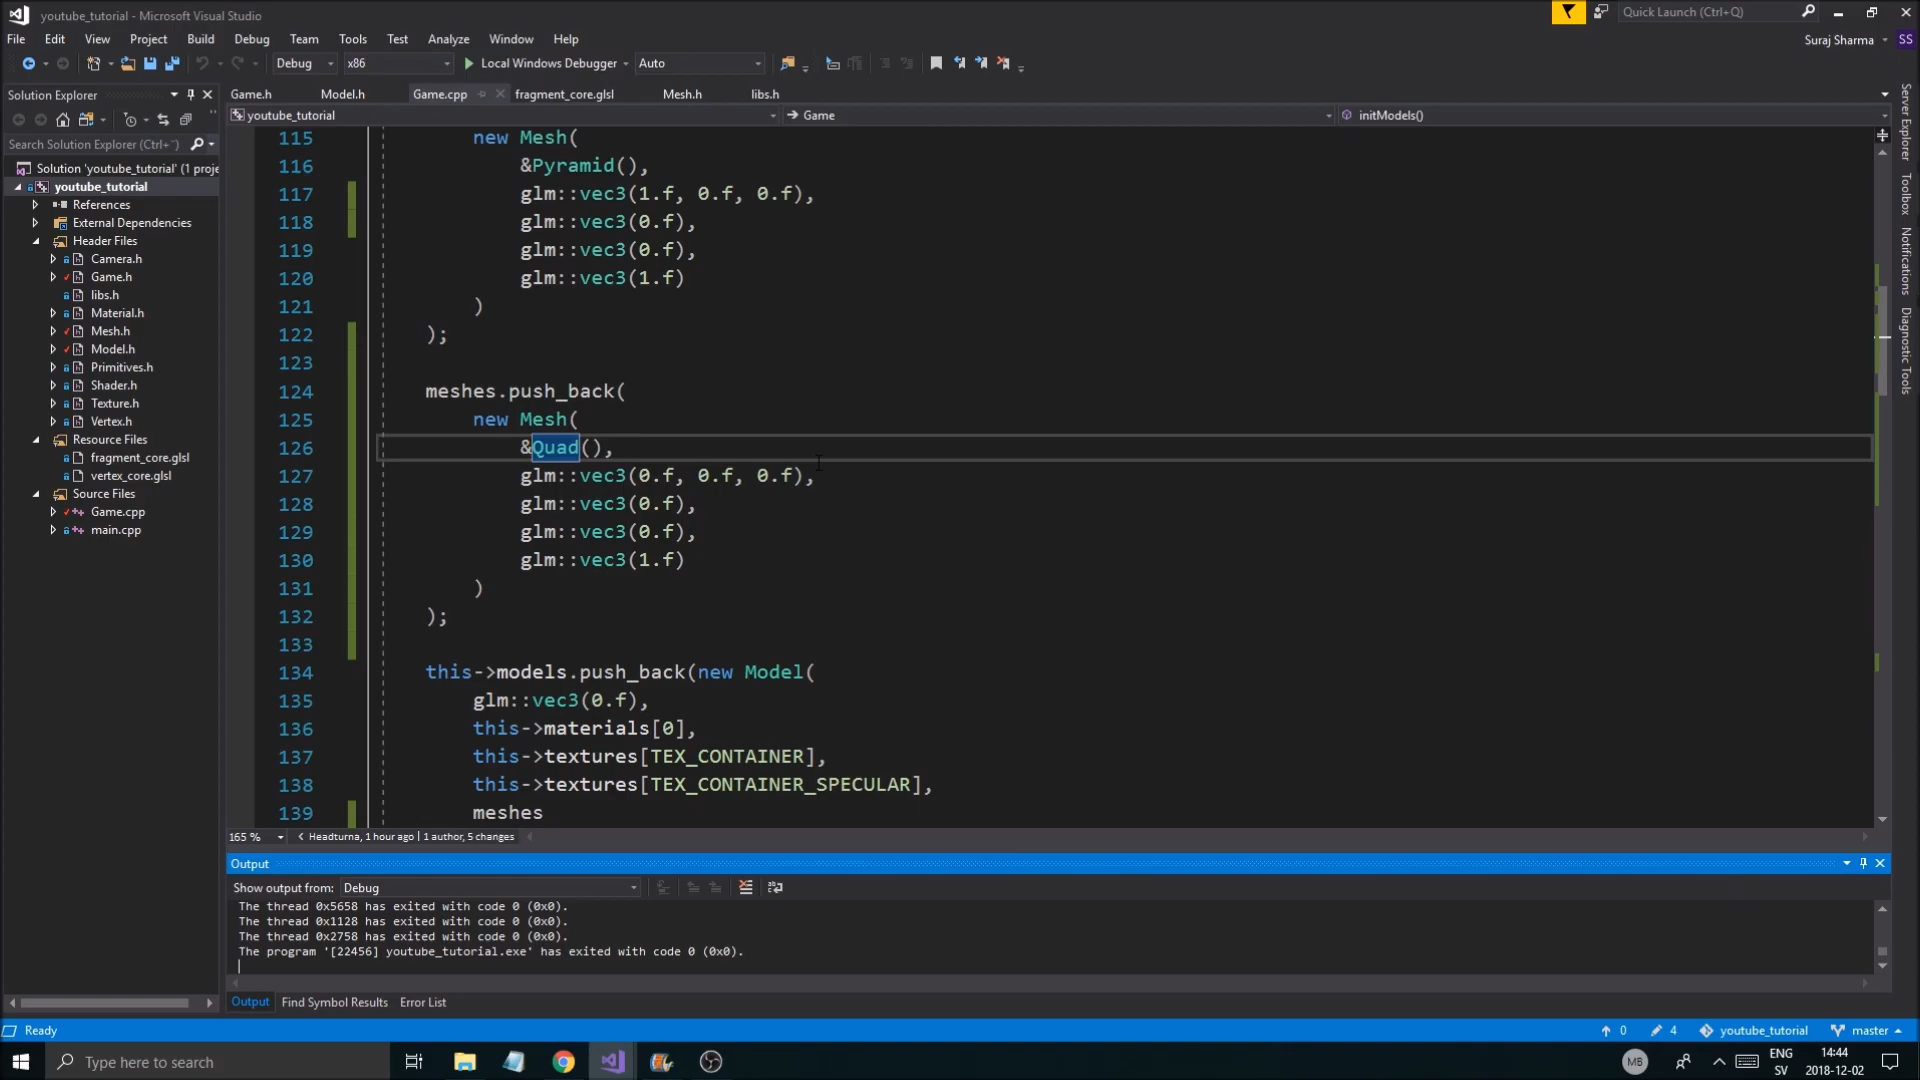 youtube_tutorial - Microsoft Visual Studio
Quick Launch (Ctrl+Q)
File Edit View Project Build Debug Team Tools Test Analyze Window Help
Suraj Sharma SS
Debug x86 Local Windows Debugger Auto
Solution Explorer
Game.h Model.h Game.cpp fragment_core.glsl Mesh.h libs.h
youtube_tutorial Game initModels()
Search Solution Explorer (Ctrl+¨)
Solution 'youtube_tutorial' (1 proje
youtube_tutorial
References
External Dependencies
Header Files
Camera.h
Game.h
libs.h
Material.h
Mesh.h
Model.h
Primitives.h
Shader.h
Texture.h
Vertex.h
Resource Files
fragment_core.glsl
vertex_core.glsl
Source Files
Game.cpp
main.cpp
115 new Mesh(
116 &Pyramid(),
117 glm::vec3(1.f, 0.f, 0.f),
118 glm::vec3(0.f),
119 glm::vec3(0.f),
120 glm::vec3(1.f)
121 )
122 );
123
124 meshes.push_back(
125 new Mesh(
126 &Quad(),
127 glm::vec3(0.f, 0.f, 0.f),
128 glm::vec3(0.f),
129 glm::vec3(0.f),
130 glm::vec3(1.f)
131 )
132 );
133
134 this->models.push_back(new Model(
135 glm::vec3(0.f),
136 this->materials[0],
137 this->textures[TEX_CONTAINER],
138 this->textures[TEX_CONTAINER_SPECULAR],
139 meshes
165 % Headturna, 1 hour ago | 1 author, 5 changes
Server Explorer
Toolbox
Notifications
Diagnostic Tools
Output
Show output from: Debug
The thread 0x5658 has exited with code 0 (0x0).
The thread 0x1128 has exited with code 0 (0x0).
The thread 0x2758 has exited with code 0 (0x0).
The program '[22456] youtube_tutorial.exe' has exited with code 0 (0x0).
Output Find Symbol Results Error List
Ready 0 4 youtube_tutorial master
Type here to search
MB
ENG
SV
14:44
2018-12-02